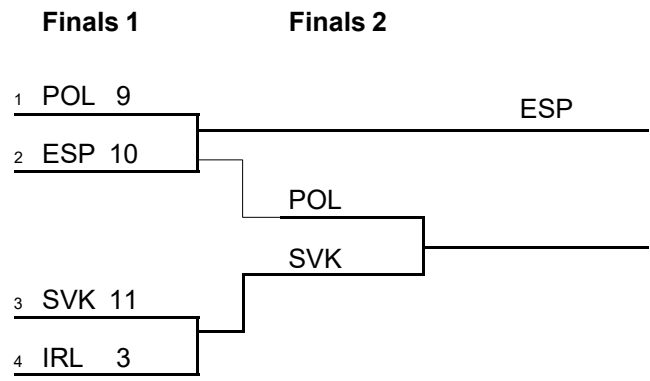 Finals 1 Finals 2
1 POL 9
ESP
2 ESP 10
POL
SVK
3 SVK 11
4 IRL 3